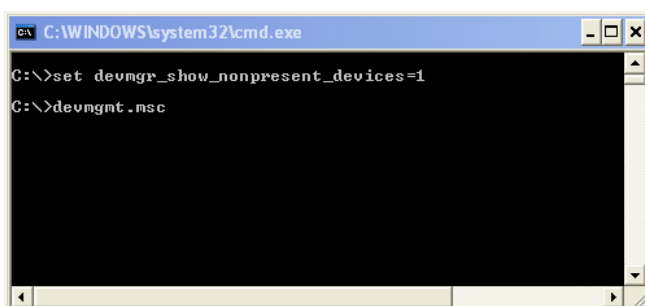 C:\WINDOWS\system32\cmd.exe
C:\>set devmgr_show_nonpresent_devices=1
C:\>devmgmt.msc